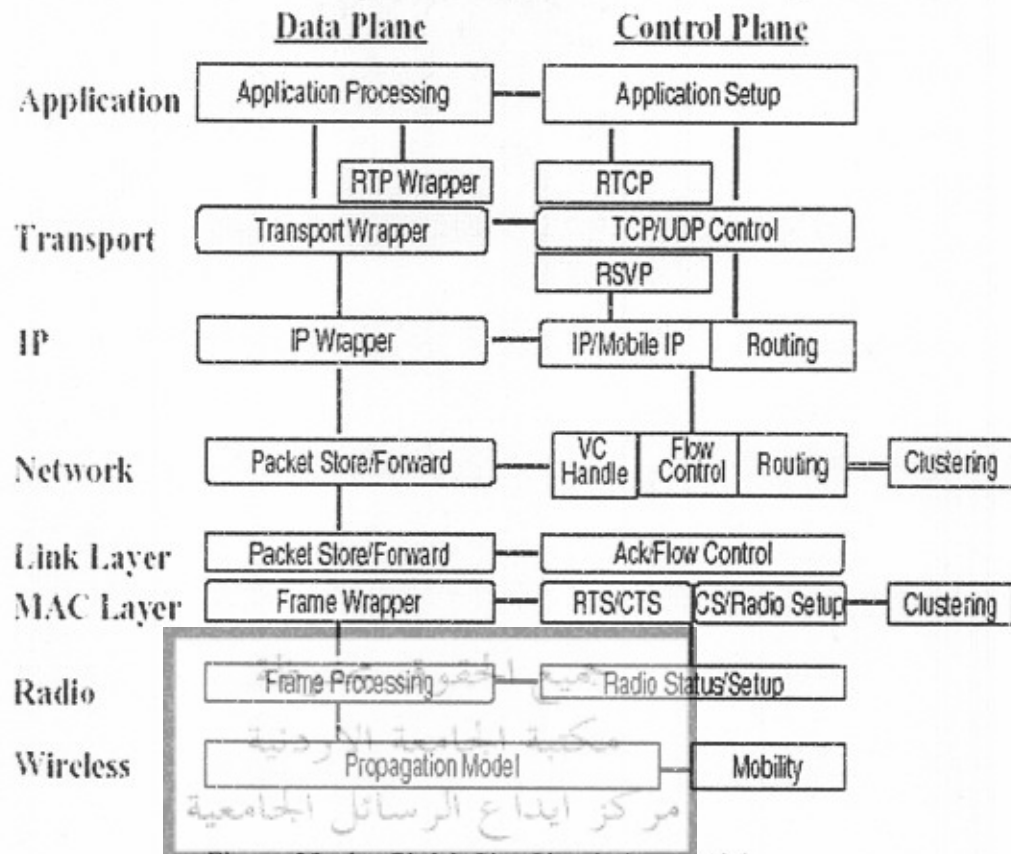 Data Plane Control Plane
Application Application Processing Application Setup
RTP Wrapper RTCP
Transport Transport Wrapper TCP/UDP Control
RSVP
IP IP Wrapper IP/Mobile IP Routing
Network Packet Store/Forward VC Handle Flow Control Routing Clustering
Link Layer Packet Store/Forward Ack/Flow Control
MAC Layer Frame Wrapper RTS/CTS CS/Radio Setup Clustering
جميع الحقوق محفوظة
Radio Frame Processing Radio Status/Setup
مكتبة الجامعة الاردنية
Wireless Propagation Model Mobility
مركز ايداع الرسائل الجامعية